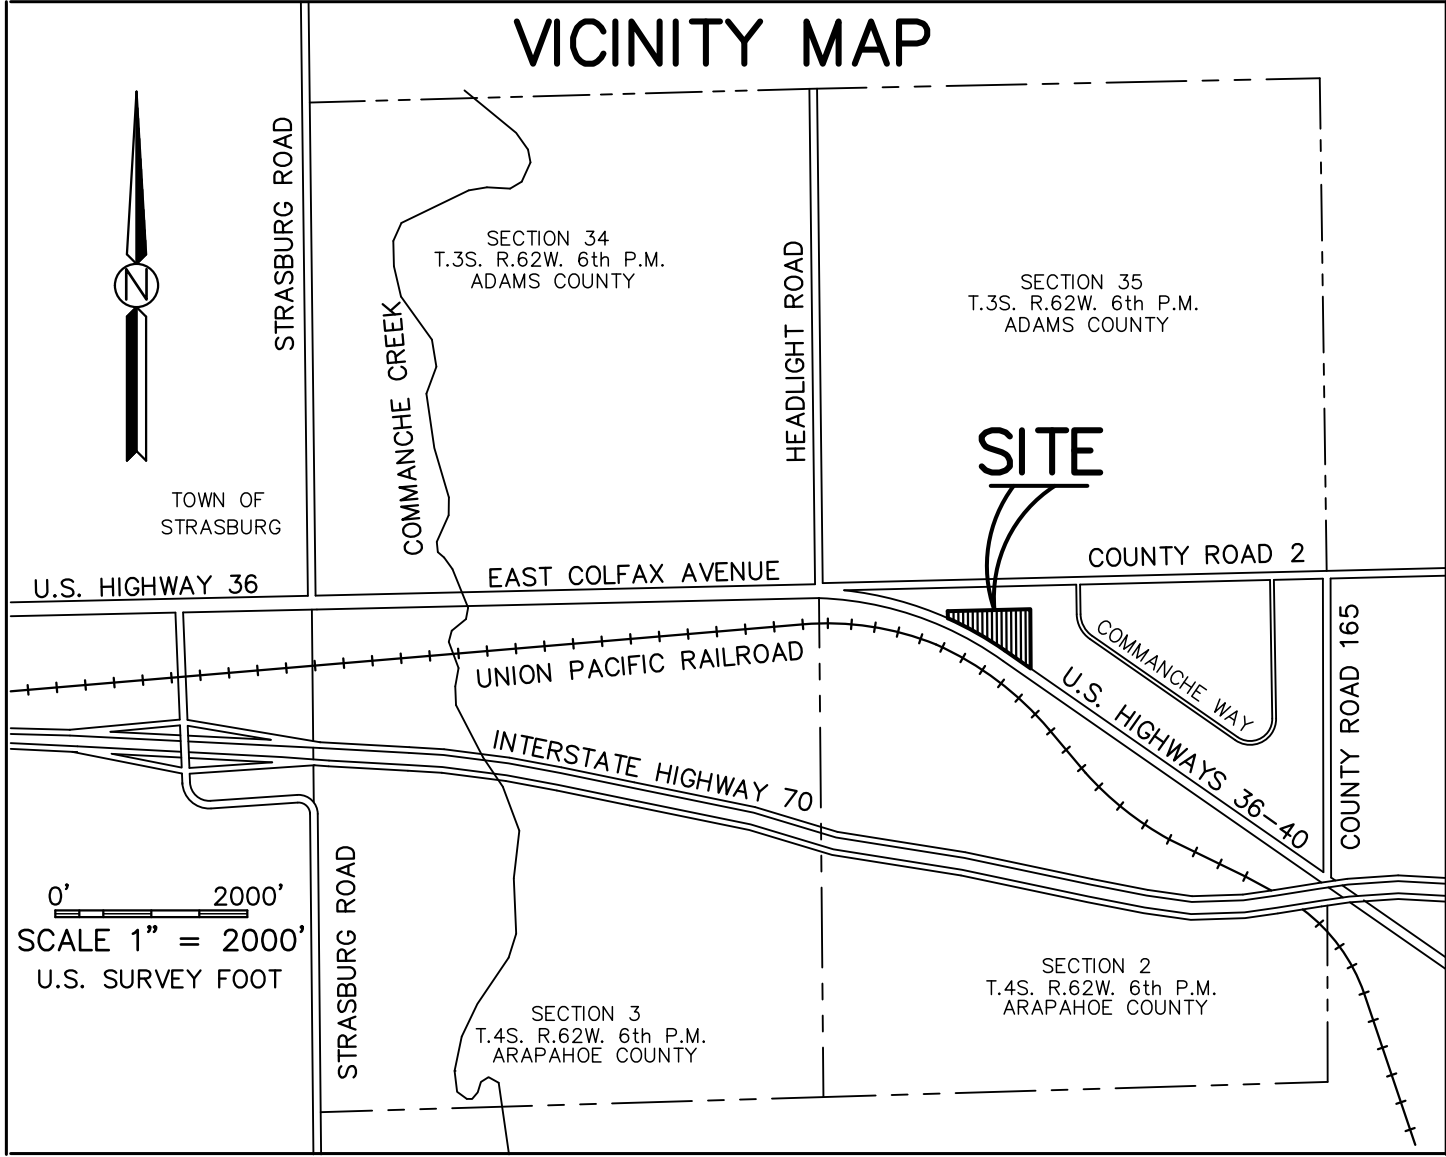 VICINITY MAP
STRASBURG ROAD
N
SECTION 34
T.3S. R.62W. 6th P.M.
ADAMS COUNTY
HEADLIGHT ROAD
SECTION 35
T.3S. R.62W. 6th P.M.
ADAMS COUNTY
COMMANCHE CREEK
SITE
TOWN OF
STRASBURG
U.S. HIGHWAY 36
EAST COLFAX AVENUE
COUNTY ROAD 2
UNION PACIFIC RAILROAD
COMMANCHE WAY
COUNTY ROAD 165
U.S. HIGHWAYS 36-40
INTERSTATE HIGHWAY 70
STRASBURG ROAD
0' 2000'
SCALE 1" = 2000'
U.S. SURVEY FOOT
SECTION 3
T.4S. R.62W. 6th P.M.
ARAPAHOE COUNTY
SECTION 2
T.4S. R.62W. 6th P.M.
ARAPAHOE COUNTY